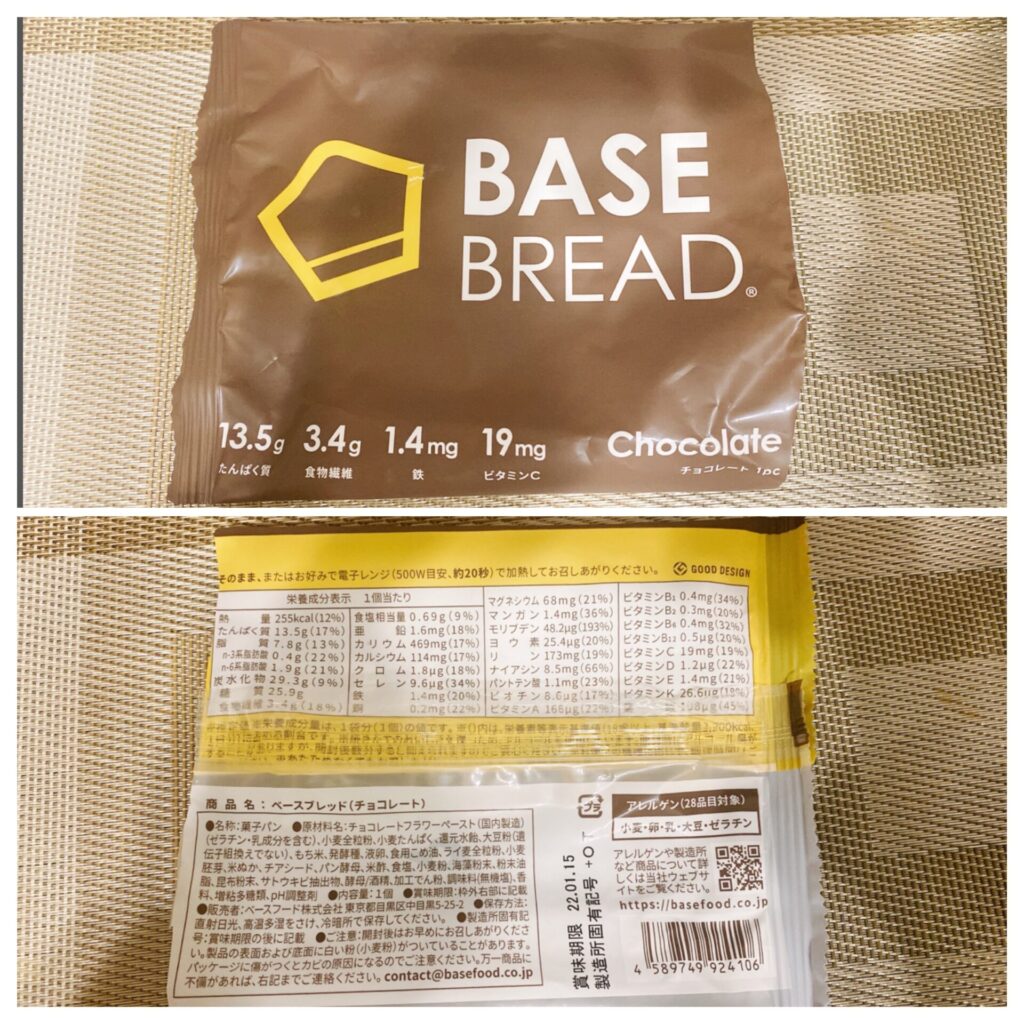 BASE
BREAD®
13.5g 3.4g 1.4mg 19mg
たんぱく質 食物繊維 鉄 ビタミンC
Chocolate
チョコレート 1pc
そのまま、またはお好みで電子レンジ(500W目安、約20秒)で加熱してお召しあがりください。
GOOD DESIGN
栄養成分表示 1個当たり
熱量 255kcal(12%)
たんぱく質 13.5g(17%)
脂質 7.8g(13%)
n-3系脂肪酸 0.4g(22%)
n-6系脂肪酸 1.9g(21%)
炭水化物 29.3g(9%)
糖質 25.9g
食物繊維 3.4g(18%)
食塩相当量 0.69g(9%)
亜鉛 1.6mg(18%)
カリウム 469mg(17%)
カルシウム 114mg(17%)
クロム 1.8μg(18%)
セレン 9.6μg(34%)
鉄 1.4mg(20%)
銅 0.2mg(22%)
マグネシウム 68mg(21%)
マンガン 1.4mg(36%)
モリブデン 48.2μg(193%)
ヨウ素 25.4μg(20%)
リン 173mg(19%)
ナイアシン 8.5mg(66%)
パントテン酸 1.1mg(23%)
ビオチン 8.6μg(17%)
ビタミンA 166μg(22%)
ビタミンB₁ 0.4mg(34%)
ビタミンB₂ 0.3mg(20%)
ビタミンB₆ 0.4mg(32%)
ビタミンB₁₂ 0.5μg(20%)
ビタミンC 19mg(19%)
ビタミンD 1.2μg(22%)
ビタミンE 1.4mg(21%)
ビタミンK 26.6μg(18%)
(45%)
商品名:ベースブレッド(チョコレート)
●名称:菓子パン ●原材料名:チョコレートフラワーペースト(国内製造)
(ゼラチン・乳成分を含む)、小麦全粒粉、小麦たんぱく、還元水飴、大豆粉(遺
伝子組換えでない)、もち米、発酵種、液卵、食用こめ油、ライ麦全粒粉、小麦
胚芽、米ぬか、チアシード、パン酵母、米酢、食塩、小麦粉、海藻粉末、粉末油
脂、昆布粉末、サトウキビ抽出物、酵母/酒精、加工でん粉、調味料(無機塩)、香
料、増粘多糖類、pH調整剤 ●内容量:1個 ●賞味期限:枠外右部に記載
●販売者:ベースフード株式会社 東京都目黒区中目黒5-25-2 ●保存方法:
直射日光、高温多湿をさけ、冷暗所で保存してください。 ●製造所固有記
号:賞味期限の後に記載 ●ご注意:開封後はお早めにお召しあがりくださ
い。製品の表面および底面に白い粉(小麦粉)がついていることがあります。
パッケージに傷がつくとカビの原因になるのでご注意ください。万一商品に
不備があれば、右記までご連絡ください。contact@basefood.co.jp
プラ
賞味期限 22.01.15
製造所固有記号 +O T
アレルゲン(28品目対象)
小麦・卵・乳・大豆・ゼラチン
アレルゲンや製造所
など商品について詳
しくは当社ウェブサ
イトをご覧ください。
https://basefood.co.jp
4 589749 924106